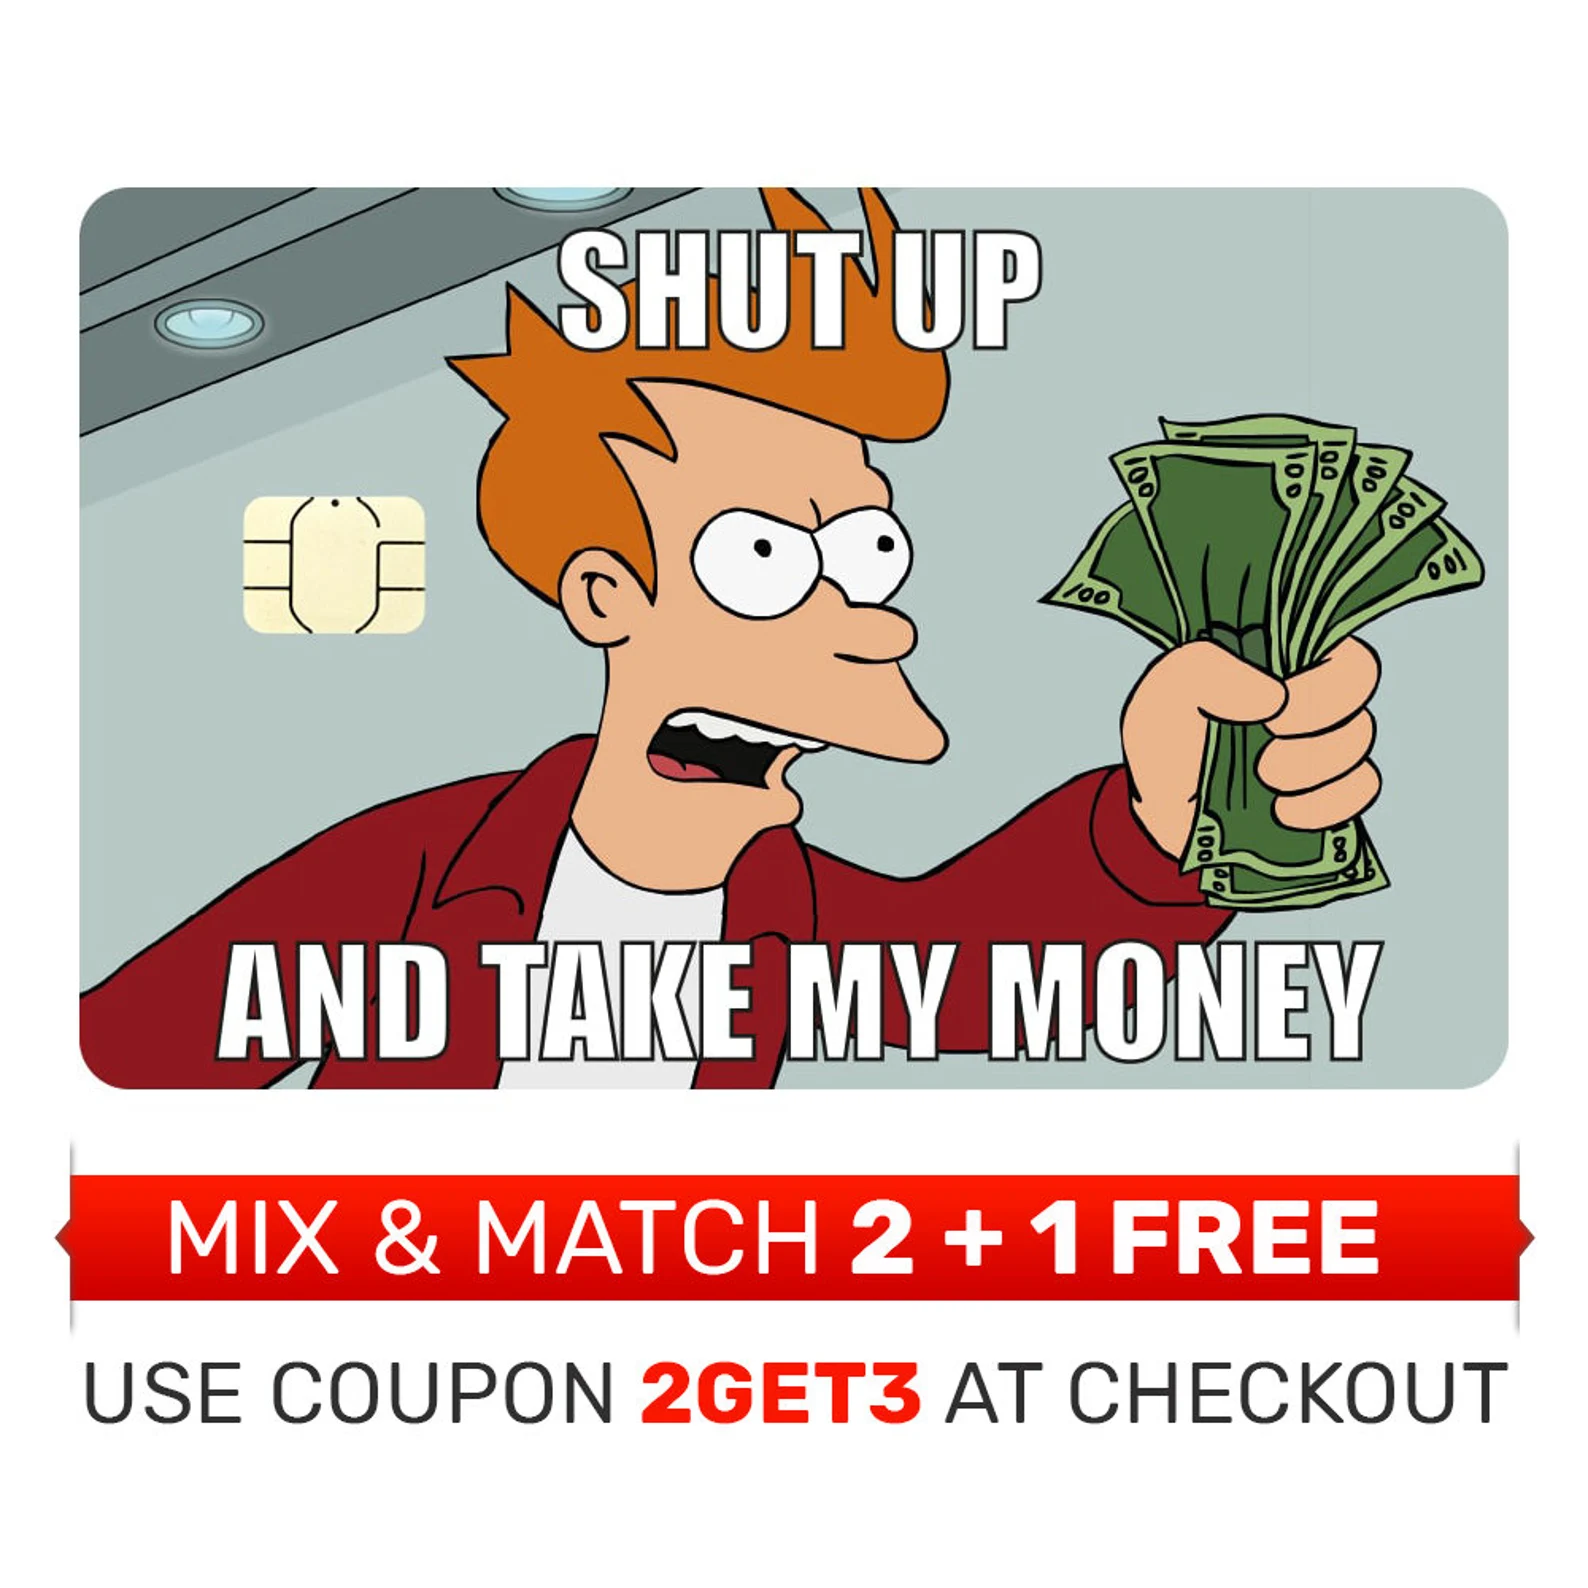 SHUT UP
AND TAKE MY MONEY
MIX & MATCH 2 + 1 FREE
USE COUPON 2GET3 AT CHECKOUT